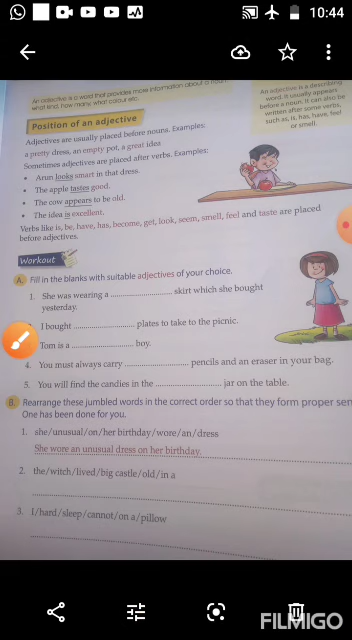 10:44
An adjective is a word that provides more information about a noun
what kind, how many, what colour etc.
An adjective is a describing
word, it usually appears
before a noun. It can also be
written after some verbs,
such as, is, has, have, feel
or smell.
Position of an adjective
Adjectives are usually placed before nouns. Examples:
a pretty dress, an empty pot, a great idea
Sometimes adjectives are placed after verbs. Examples:
• Arun looks smart in that dress.
• The apple tastes good.
• The cow appears to be old.
• The idea is excellent.
Verbs like is, be, have, has, become, get, look, seem, smell, feel and taste are placed
before adjectives.
Workout
A. Fill in the blanks with suitable adjectives of your choice.
1. She was wearing a ........................ skirt which she bought
yesterday.
I bought ........................ plates to take to the picnic.
Tom is a ........................ boy.
4. You must always carry ........................ pencils and an eraser in your bag.
5. You will find the candies in the ........................ jar on the table.
B. Rearrange these jumbled words in the correct order so that they form proper sen
One has been done for you.
1. she/unusual/on/her birthday/wore/an/dress
She wore an unusual dress on her birthday.
2. the/witch/lived/big castle/old/in a
3. I/hard/sleep/cannot/on a/pillow
FILMIGO